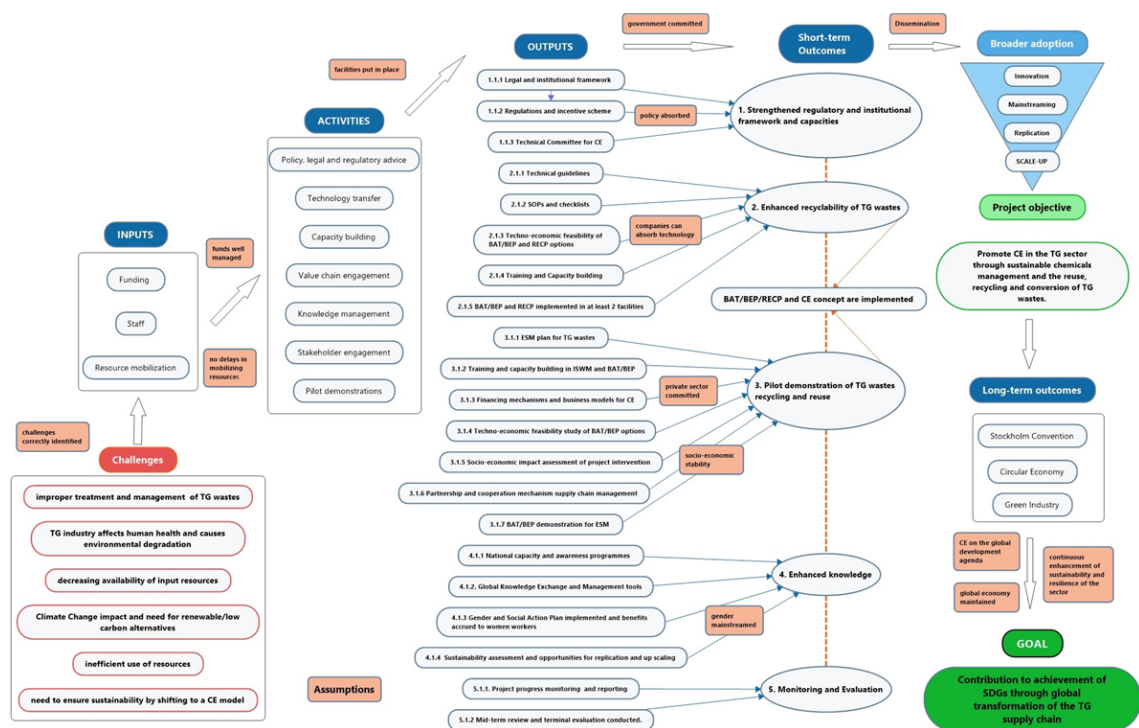 Challenges
improper treatment and management of TG wastes
TG industry affects human health and causes
environmental degradation
decreasing availability of input resources
Climate Change impact and need for renewable/low
carbon alternatives
inefficient use of resources
need to ensure sustainability by shifting to a CE model
challenges
correctly identified
INPUTS
Funding
Staff
Resource mobilization
funds well
managed
no delays in
mobilizing
resources
ACTIVITIES
Policy, legal and regulatory advice
Technology transfer
Capacity building
Value chain engagement
Knowledge management
Stakeholder engagement
Pilot demonstrations
facilities put in place
OUTPUTS
1.1.1 Legal and institutional framework
1.1.2 Regulations and incentive scheme
1.1.3 Technical Committee for CE
2.1.1 Technical guidelines
2.1.2 SOPs and checklists
2.1.3 Techno-economic feasibility of
BAT/BEP and RECP options
2.1.4 Training and Capacity building
2.1.5 BAT/BEP and RECP implemented in at least 2 facilities
3.1.1 ESM plan for TG wastes
3.1.2 Training and capacity building in ISWM and BAT/BEP
3.1.3 Financing mechanisms and business models for CE
3.1.4 Techno-economic feasibility study of BAT/BEP options
3.1.5 Socio-economic impact assessment of project intervention
3.1.6 Partnership and cooperation mechanism supply chain management
3.1.7 BAT/BEP demonstration for ESM
4.1.1 National capacity and awareness programmes
4.1.2. Global Knowledge Exchange and Management tools
4.1.3 Gender and Social Action Plan implemented and benefits
accrued to women workers
4.1.4 Sustainability assessment and opportunities for replication and up scaling
5.1.1. Project progress monitoring and reporting
5.1.2 Mid-term review and terminal evaluation conducted.
Assumptions
government committed
policy absorbed
companies can
absorb technology
private sector
committed
socio-economic
stability
gender
mainstreamed
Short-term
Outcomes
1. Strengthened regulatory and institutional
framework and capacities
2. Enhanced recyclability of TG wastes
BAT/BEP/RECP and CE concept are implemented
3. Pilot demonstration of TG wastes
recycling and reuse
4. Enhanced knowledge
5. Monitoring and Evaluation
Dissemination
Broader adoption
Innovation
Mainstreaming
Replication
SCALE-UP
Project objective
Promote CE in the TG sector
through sustainable chemicals
management and the reuse,
recycling and conversion of TG
wastes.
Long-term outcomes
Stockholm Convention
Circular Economy
Green Industry
CE on the global
development
agenda
global economy
maintained
continuous
enhancement of
sustainability and
resilience of the
sector
GOAL
Contribution to achievement of
SDGs through global
transformation of the TG
supply chain